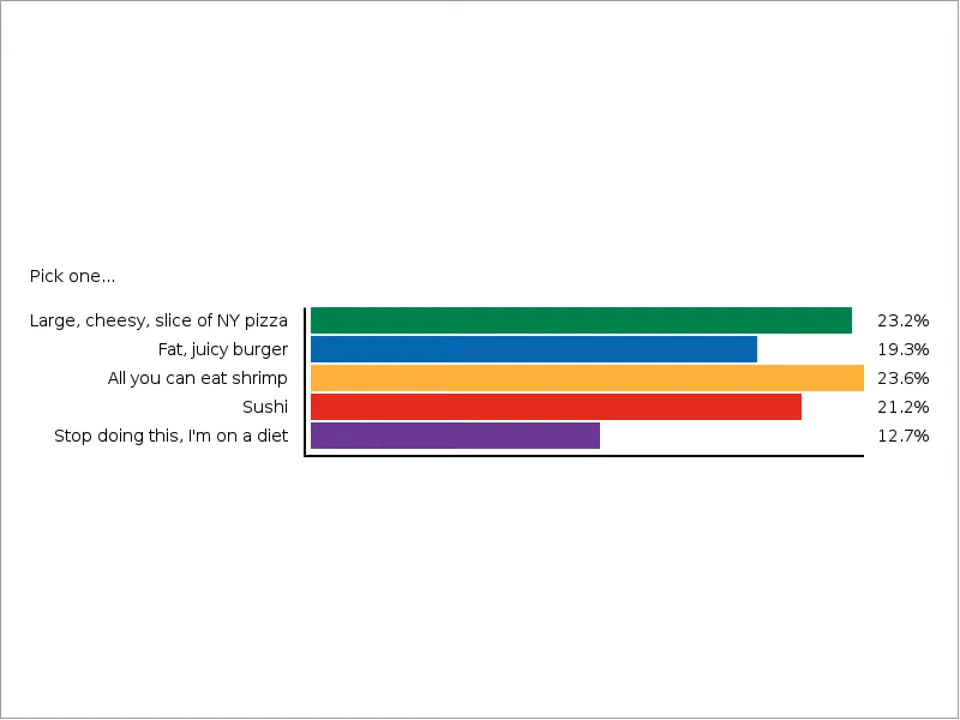 Pick one...
Large, cheesy, slice of NY pizza 23.2%
Fat, juicy burger 19.3%
All you can eat shrimp 23.6%
Sushi 21.2%
Stop doing this, I'm on a diet 12.7%